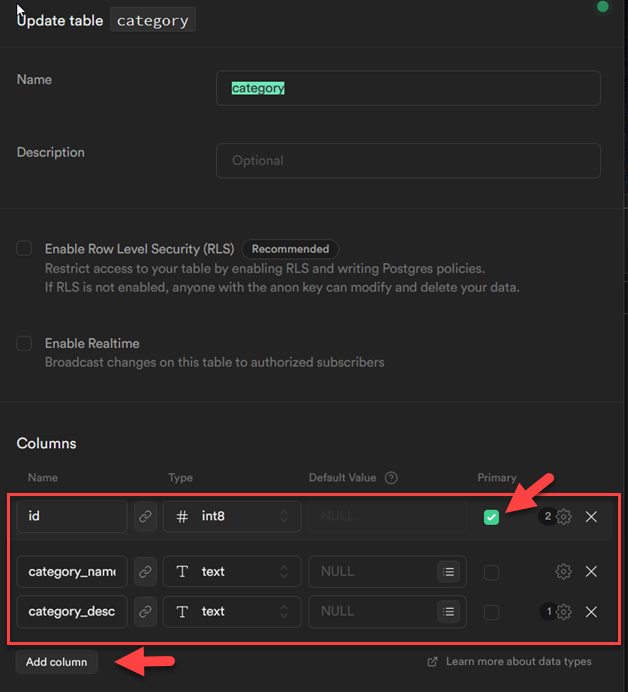 Update table category
Name
category
Description
Optional
Enable Row Level Security (RLS) Recommended
Restrict access to your table by enabling RLS and writing Postgres policies.
If RLS is not enabled, anyone with the anon key can modify and delete your data.
Enable Realtime
Broadcast changes on this table to authorized subscribers
Columns
Name Type Default Value ? Primary
id # int8 NULL 2
category_name T text NULL
category_desc T text NULL 1
Add column
Learn more about data types